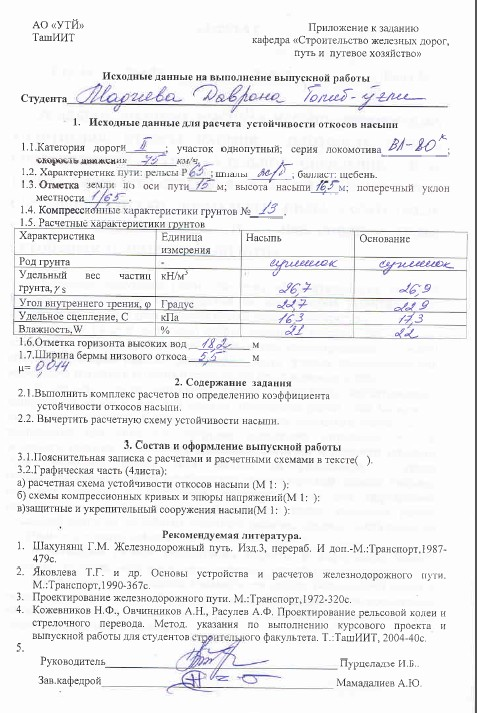 АО «УТЙ»
ТашИИТ
Приложение к заданию
кафедра «Строительство железных дорог,
путь и путевое хозяйство»
Исходные данные на выполнение выпускной работы
Студента Даврона Голиб-ўғли
1. Исходные данные для расчета устойчивости откосов насыпи
1.1.Категория дороги II ; участок однопутный; серия локомотива ВЛ-80к ;
скорость движения 75 км/ч.
1.2. Характеристика пути: рельсы Р65 ; шпалы ж/б ; балласт: щебень.
1.3. Отметка земли по оси пути 15 м; высота насыпи 16,5 м; поперечный уклон
местности 1/6,5 .
1.4. Компрессионные характеристики грунтов № 13 .
1.5. Расчетные характеристики грунтов
Характеристика Единица измерения Насыпь Основание
Род грунта - суглинок суглинок
Удельный вес частиц грунта, γ s кН/м³ 26,7 26,9
Угол внутреннего трения, φ Градус 22,7 22,9
Удельное сцепление, С кПа 16,3 17,3
Влажность,W % 21 22
1.6.Отметка горизонта высоких вод 18,2 м
1.7.Ширина бермы низового откоса 5,5 м
μ= 0,014
2. Содержание задания
2.1.Выполнить комплекс расчетов по определению коэффициента
устойчивости откосов насыпи.
2.2. Вычертить расчетную схему устойчивости насыпи.
3. Состав и оформление выпускной работы
3.1.Пояснительная записка с расчетами и расчетными схемами в тексте( ).
3.2.Графическая часть (4листа):
а) расчетная схема устойчивости откосов насыпи (М 1: ):
б) схемы компрессионных кривых и эпюры напряжений(М 1: ):
в)защитные и укрепительный сооружения насыпи(М 1: ):
Рекомендуемая литература.
1. Шахунянц Г.М. Железнодорожный путь. Изд.3, перераб. И доп.-М.:Транспорт,1987-
479с.
2. Яковлева Т.Г. и др. Основы устройства и расчетов железнодорожного пути.
М.:Транспорт,1990-367с.
3. Проектирование железнодорожного пути. М.:Транспорт,1972-320с.
4. Кожевников Н.Ф., Овчинников А.Н., Расулев А.Ф. Проектирование рельсовой колеи и
стрелочного перевода. Метод. указания по выполнению курсового проекта и
выпускной работы для студентов строительного факультета. Т.:ТашИИТ, 2004-40с.
5.
Руководитель Пурцеладзе И.Б..
Зав.кафедрой Мамадалиев А.Ю.